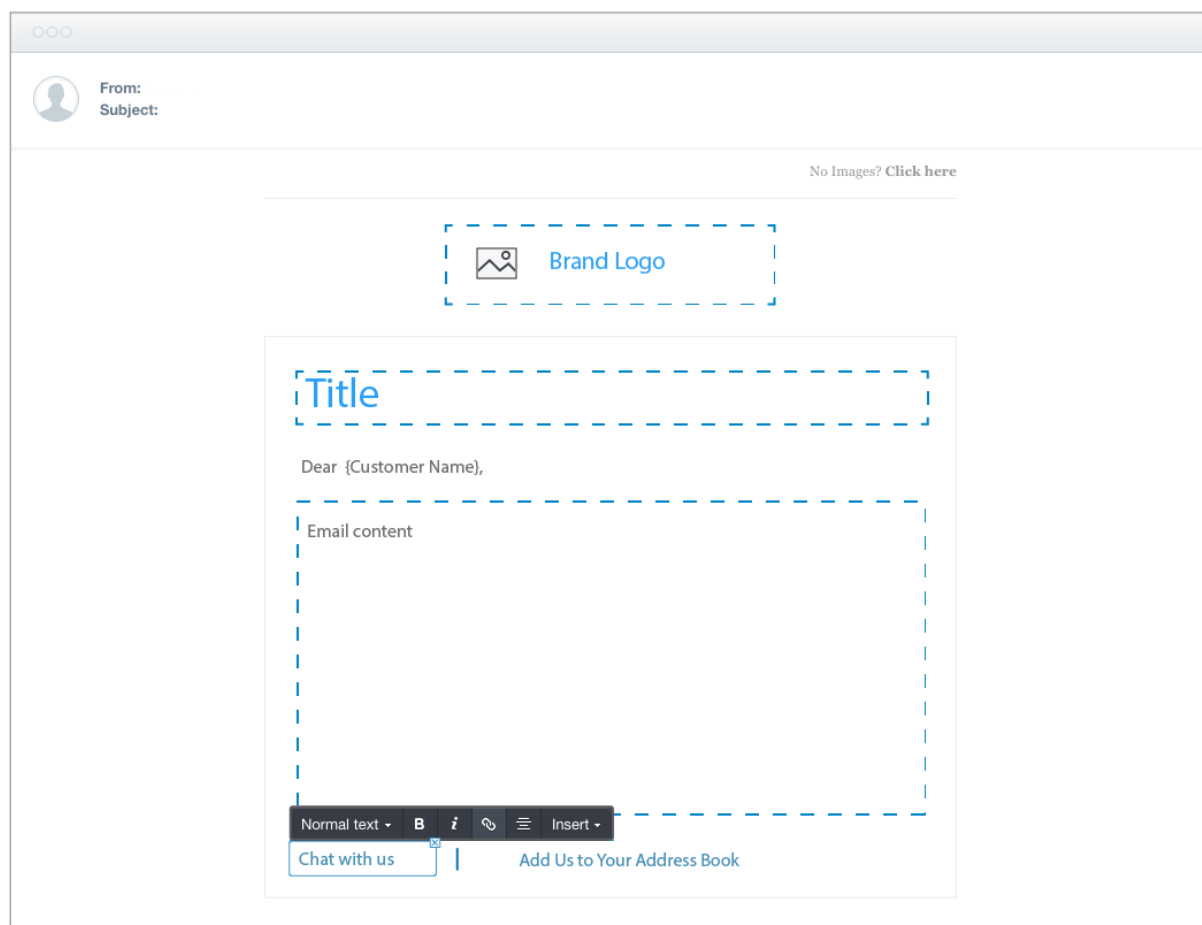 From:
Subject:
No Images? Click here
Brand Logo
Title
Dear {Customer Name},
Email content
Normal text B i Insert
Chat with us | Add Us to Your Address Book